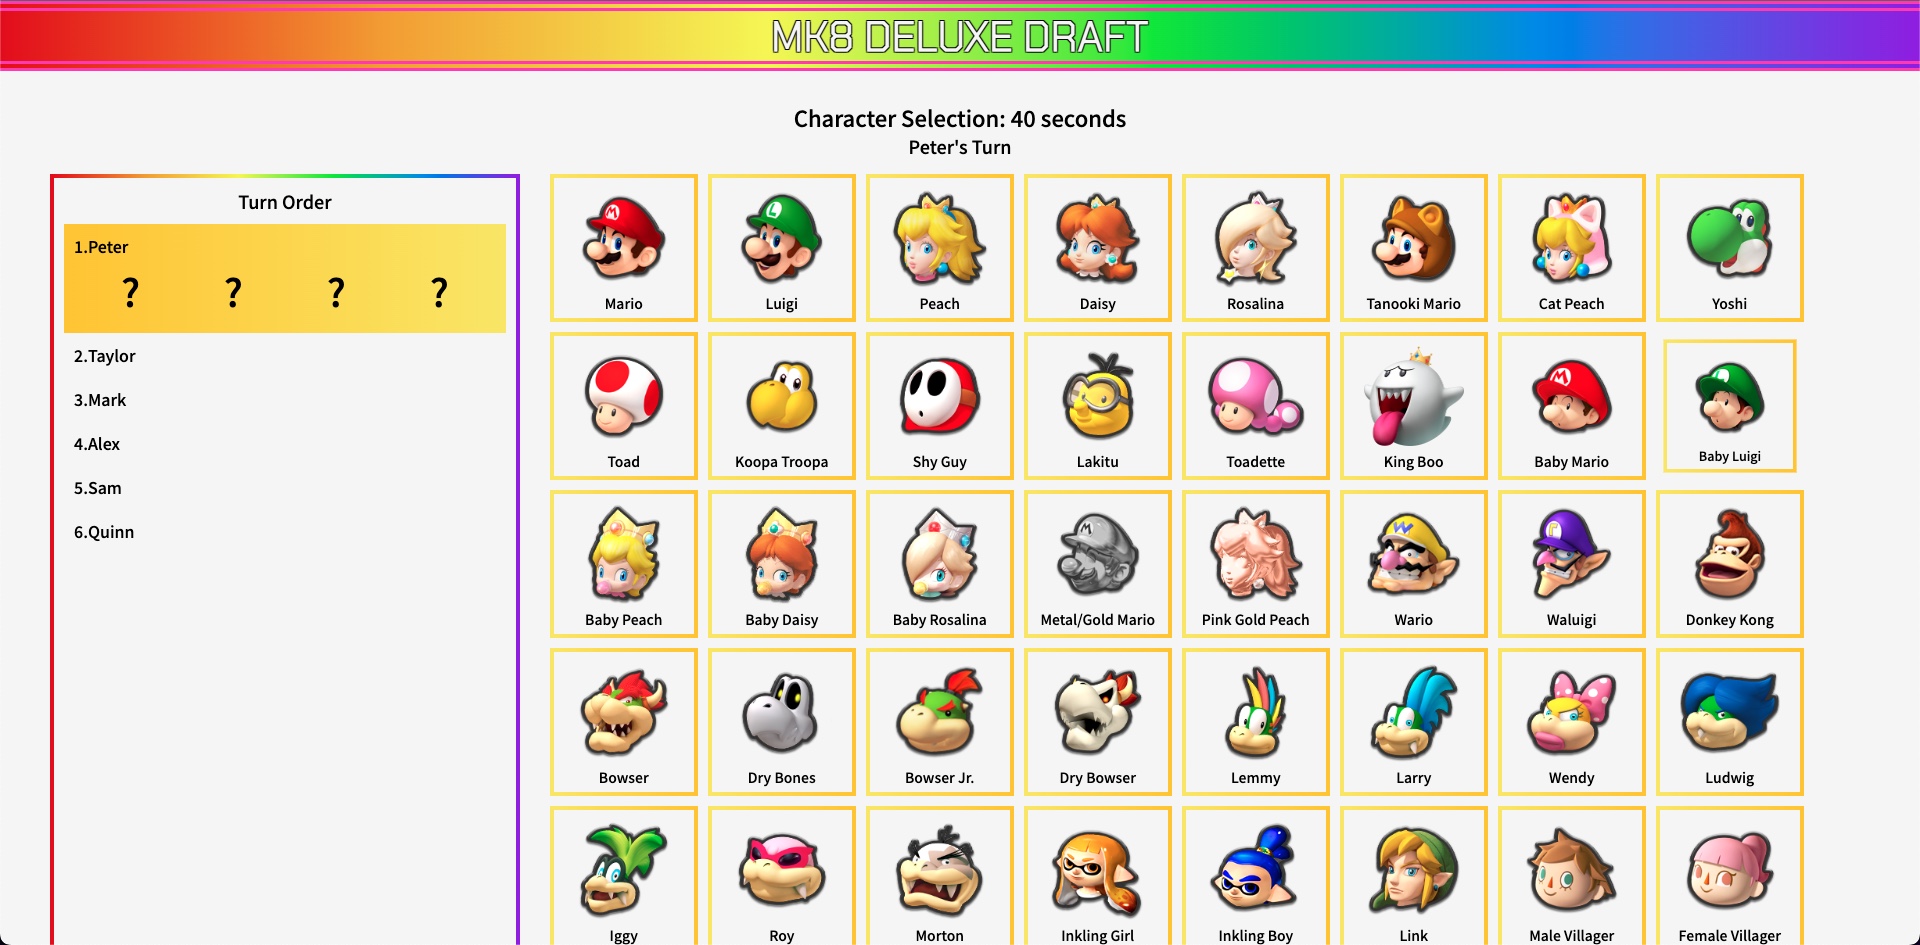 MK8 DELUXE DRAFT
Character Selection: 40 seconds
Peter's Turn
Turn Order
1.Peter
? ? ? ?
2.Taylor
3.Mark
4.Alex
5.Sam
6.Quinn
Mario Luigi Peach Daisy Rosalina Tanooki Mario Cat Peach Yoshi
Toad Koopa Troopa Shy Guy Lakitu Toadette King Boo Baby Mario Baby Luigi
Baby Peach Baby Daisy Baby Rosalina Metal/Gold Mario Pink Gold Peach Wario Waluigi Donkey Kong
Bowser Dry Bones Bowser Jr. Dry Bowser Lemmy Larry Wendy Ludwig
Iggy Roy Morton Inkling Girl Inkling Boy Link Male Villager Female Villager